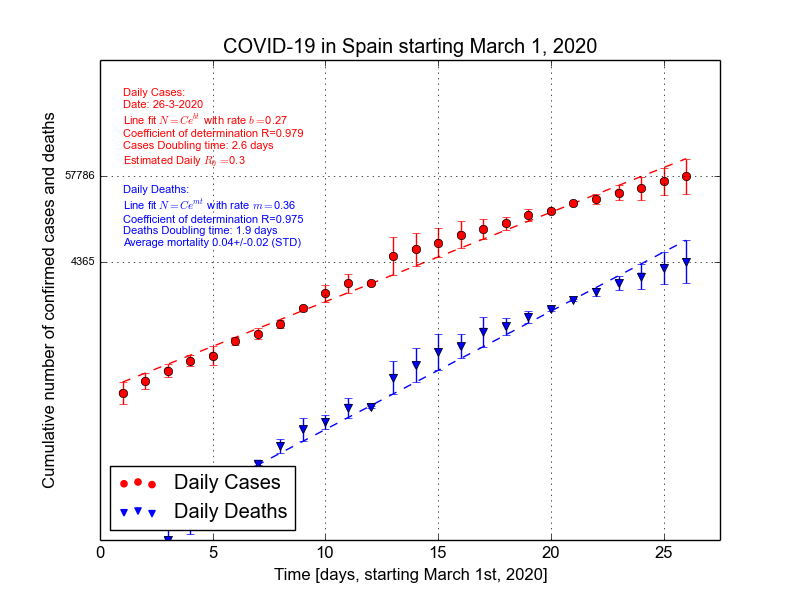 COVID-19 in Spain starting March 1, 2020
Daily Cases:
Date: 26-3-2020
Line fit N=Ce^{bt} with rate b=0.27
Coefficient of determination R=0.979
Cases Doubling time: 2.6 days
Estimated Daily R_0=0.3
Daily Deaths:
Line fit N=Ce^{mt} with rate m=0.36
Coefficient of determination R=0.975
Deaths Doubling time: 1.9 days
Average mortality 0.04+/-0.02 (STD)
57786
4365
Cumulative number of confirmed cases and deaths
Daily Cases
Daily Deaths
0 5 10 15 20 25
Time [days, starting March 1st, 2020]